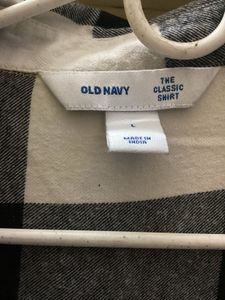 OLD NAVY
THE
CLASSIC
SHIRT
L
MADE IN
INDIA